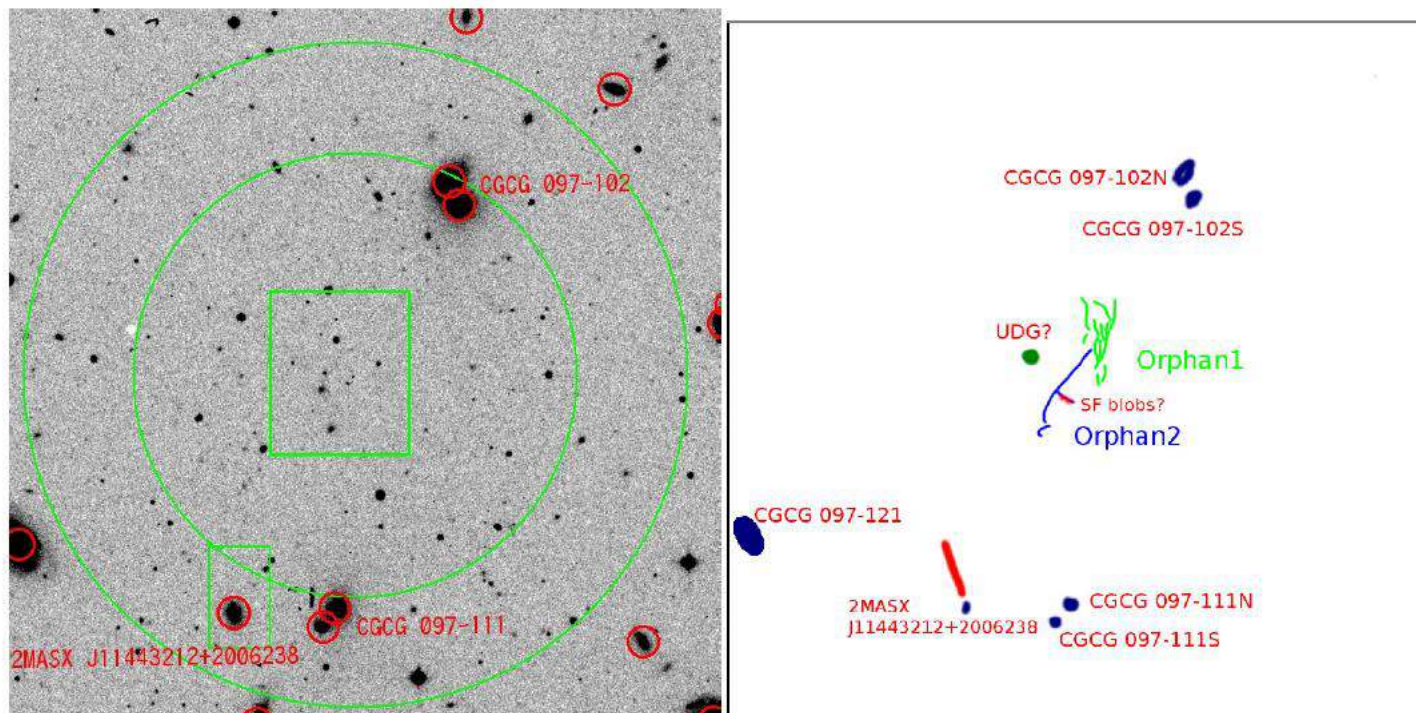 CGCG 097-102
CGCG 097-111
2MASX J11443212+2006238
CGCG 097-102N
CGCG 097-102S
UDG?
Orphan1
SF blobs?
Orphan2
CGCG 097-121
2MASX
J11443212+2006238
CGCG 097-111N
CGCG 097-111S